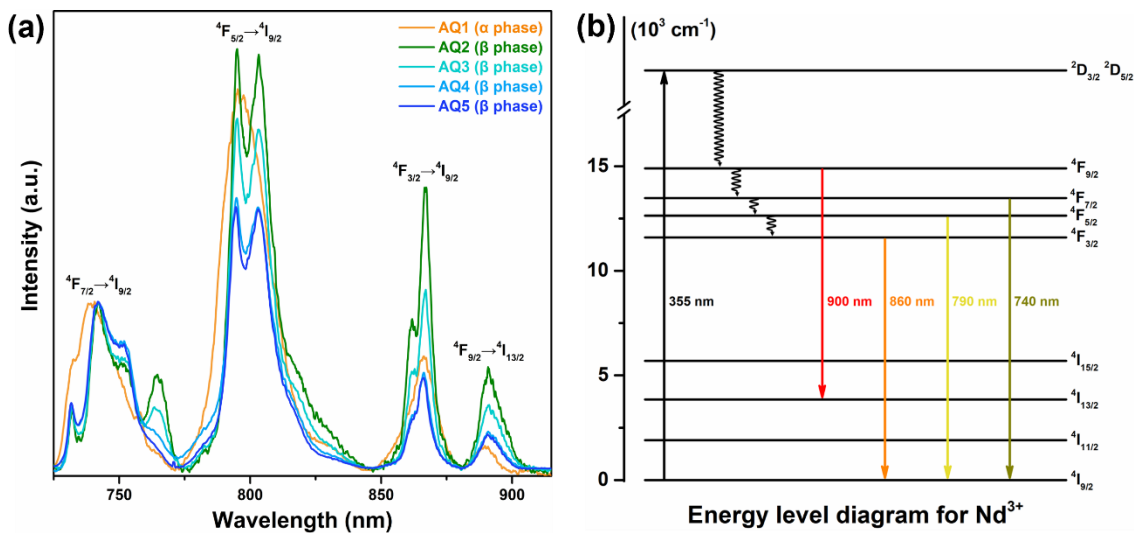 (a)
⁴F₅/₂→⁴I₉/₂
AQ1 (α phase)
AQ2 (β phase)
AQ3 (β phase)
AQ4 (β phase)
AQ5 (β phase)
⁴F₃/₂→⁴I₉/₂
⁴F₇/₂→⁴I₉/₂
⁴F₉/₂→⁴I₁₃/₂
Intensity (a.u.)
750 800 850 900
Wavelength (nm)
(b)
(10³ cm⁻¹)
²D₃/₂ ²D₅/₂
15
⁴F₉/₂
⁴F₇/₂
⁴F₅/₂
⁴F₃/₂
10
355 nm 900 nm 860 nm 790 nm 740 nm
⁴I₁₅/₂
5
⁴I₁₃/₂
⁴I₁₁/₂
0
⁴I₉/₂
Energy level diagram for Nd³⁺